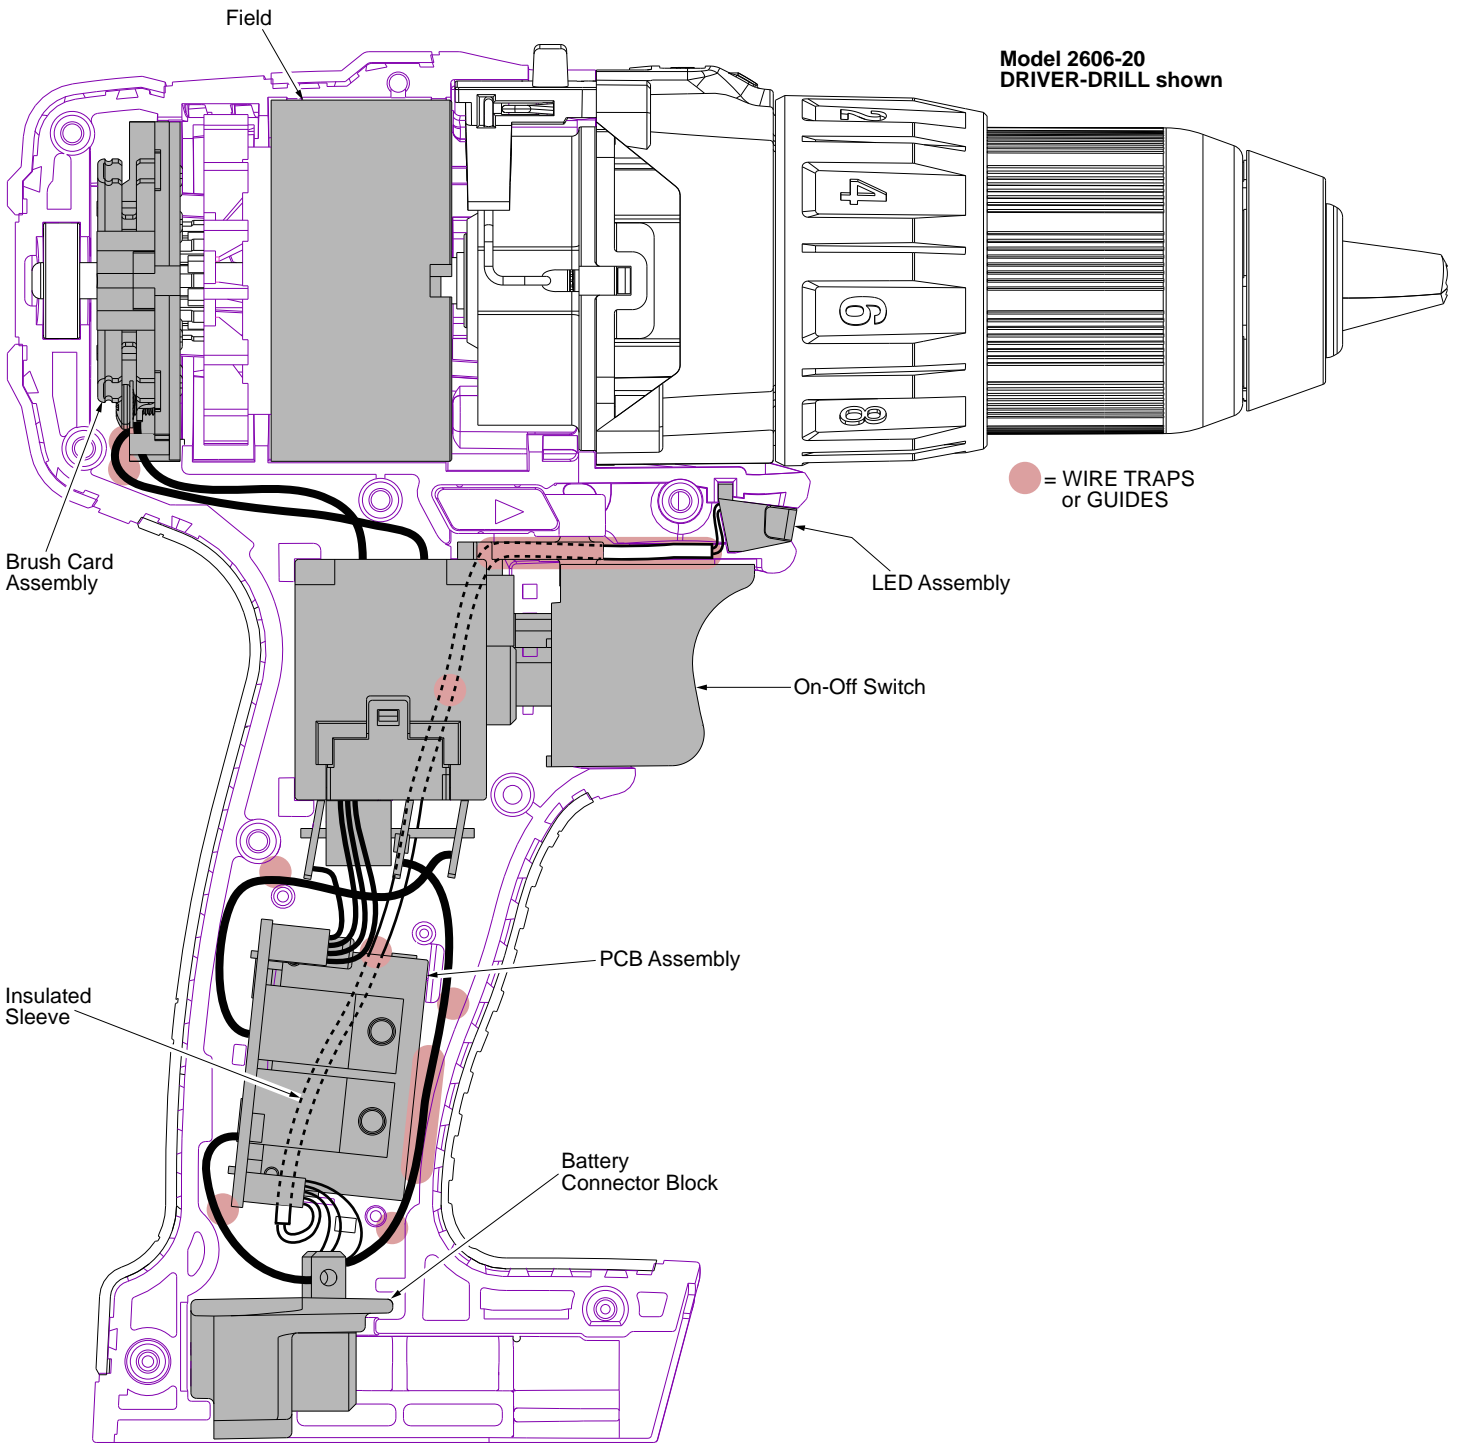 Field
Model 2606-20
DRIVER-DRILL shown
2
4
6
8
= WIRE TRAPS
or GUIDES
Brush Card
Assembly
LED Assembly
On-Off Switch
PCB Assembly
Insulated
Sleeve
Battery
Connector Block